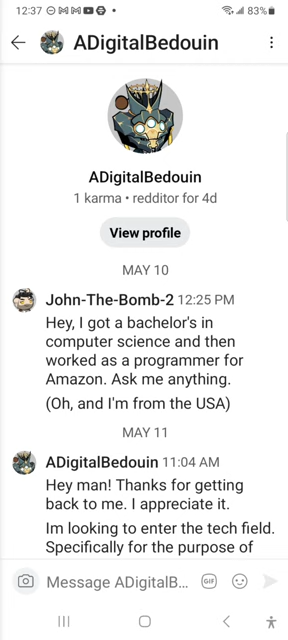 12:37
83%
ADigitalBedouin
ADigitalBedouin
1 karma • redditor for 4d
View profile
MAY 10
John-The-Bomb-2 12:25 PM
Hey, I got a bachelor's in
computer science and then
worked as a programmer for
Amazon. Ask me anything.
(Oh, and I'm from the USA)
MAY 11
ADigitalBedouin 11:04 AM
Hey man! Thanks for getting
back to me. I appreciate it.
Im looking to enter the tech field.
Specifically for the purpose of
Message ADigitalB... GIF